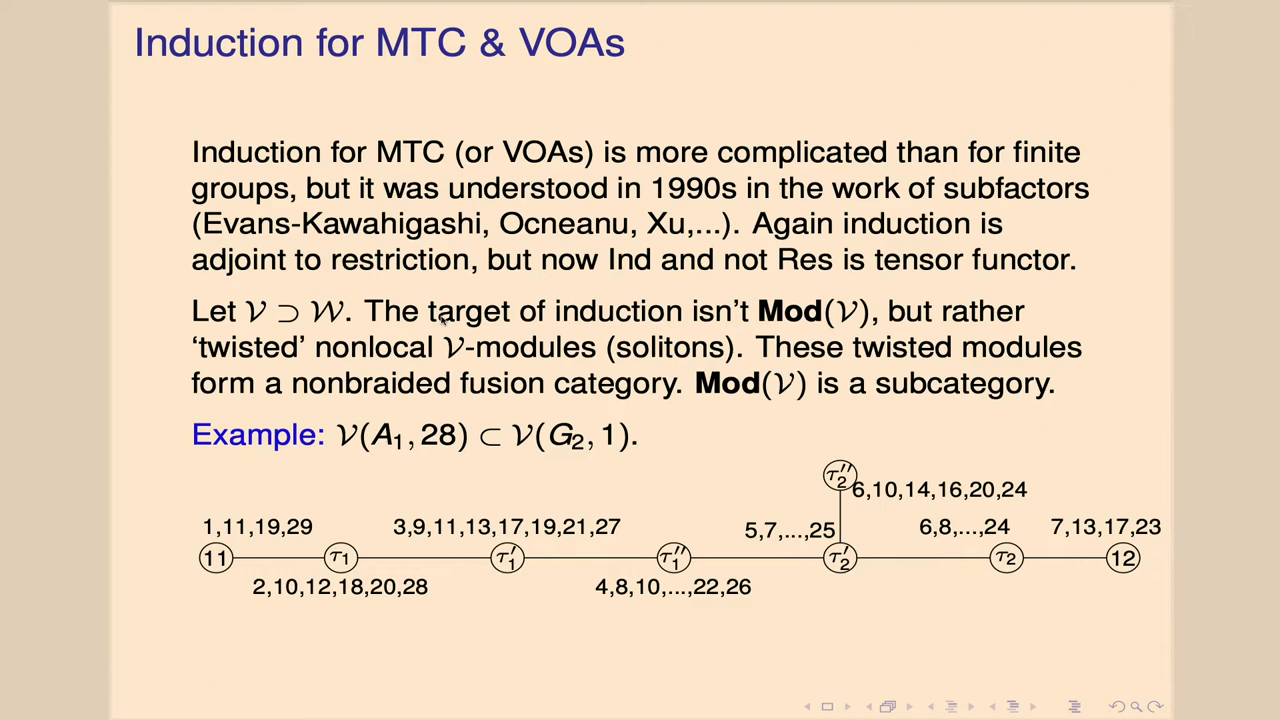 Induction for MTC & VOAs
Induction for MTC (or VOAs) is more complicated than for finite
groups, but it was understood in 1990s in the work of subfactors
(Evans-Kawahigashi, Ocneanu, Xu,...). Again induction is
adjoint to restriction, but now Ind and not Res is tensor functor.
Let 𝒱 ⊃ 𝒲. The target of induction isn't Mod(𝒱), but rather
'twisted' nonlocal 𝒱-modules (solitons). These twisted modules
form a nonbraided fusion category. Mod(𝒱) is a subcategory.
Example: 𝒱(A₁, 28) ⊂ 𝒱(G₂, 1).
τ₂′′ 6,10,14,16,20,24
1,11,19,29 3,9,11,13,17,19,21,27 5,7,...,25 6,8,...,24 7,13,17,23
11 τ₁ τ₁′ τ₁′′ τ₂′ τ₂ 12
2,10,12,18,20,28 4,8,10,...,22,26